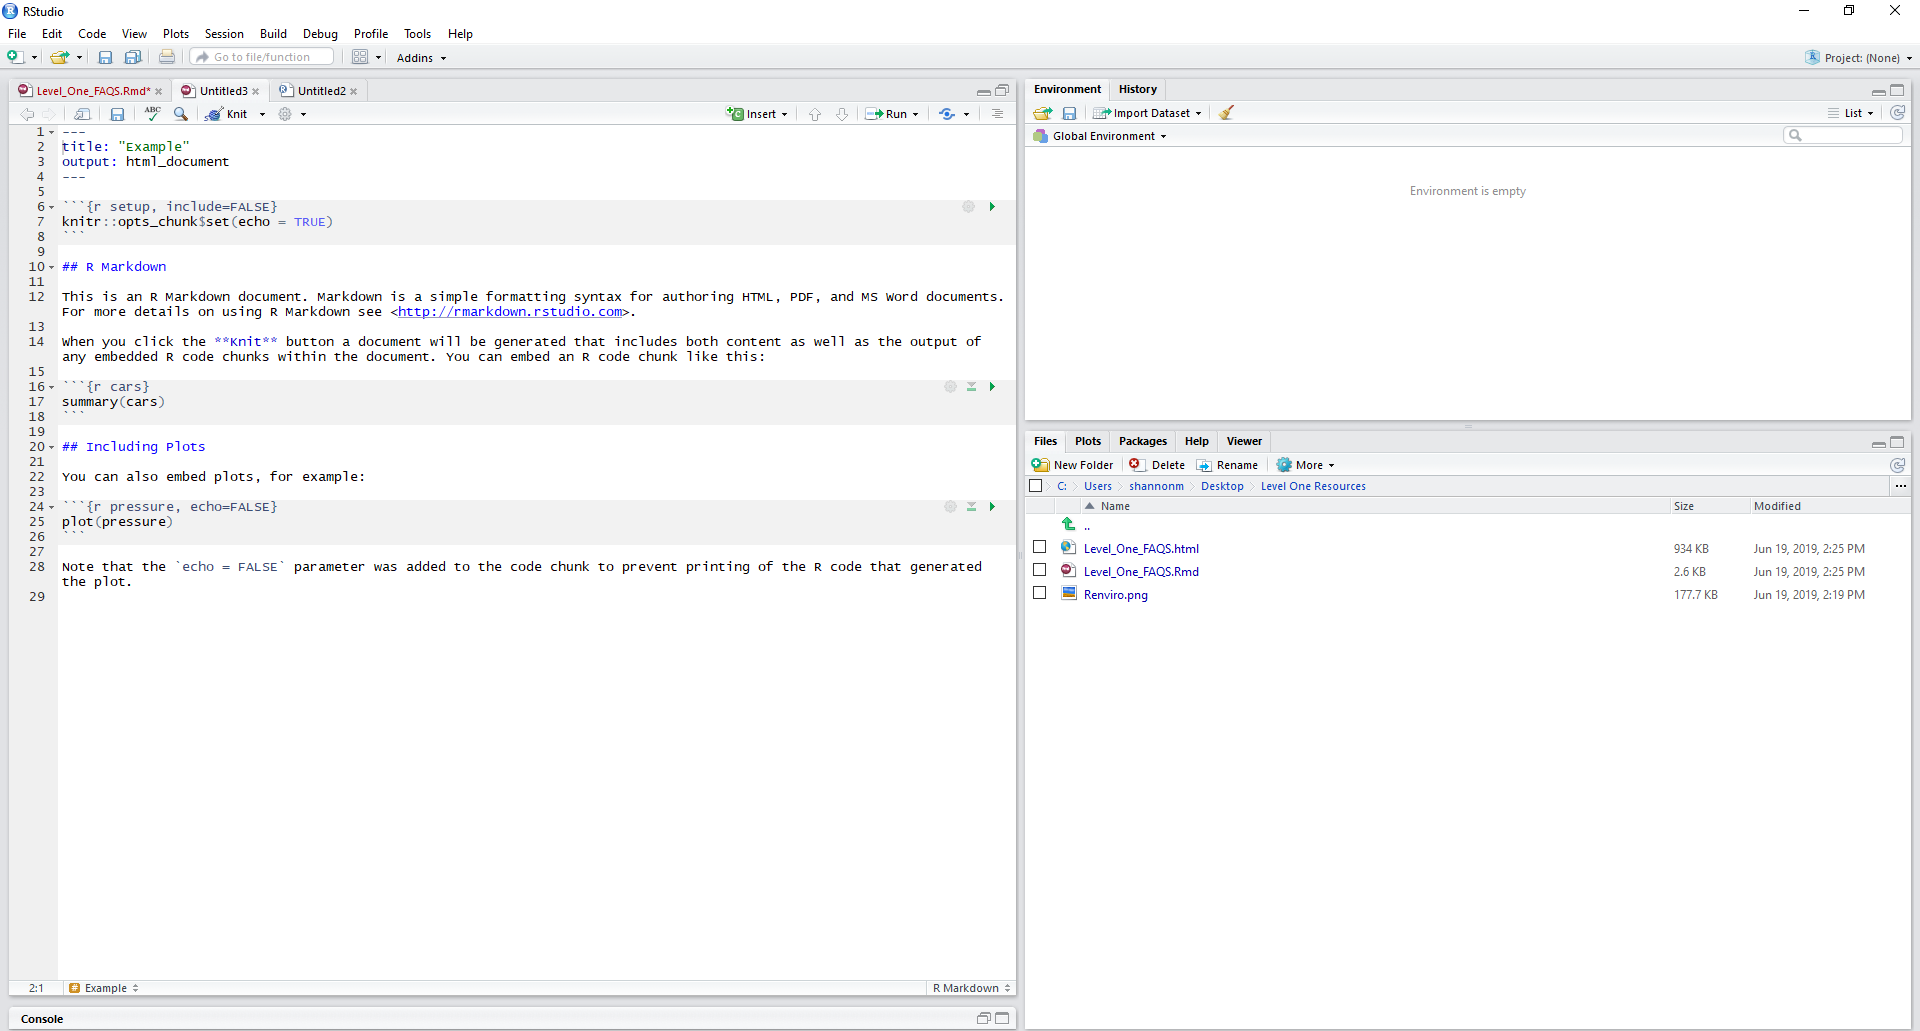 RStudio
File Edit Code View Plots Session Build Debug Profile Tools Help
Go to file/function Addins Project: (None)
Level_One_FAQS.Rmd* Untitled3 Untitled2
ABC Knit Insert Run
1 ---
2 title: "Example"
3 output: html_document
4 ---
5
6 ```{r setup, include=FALSE}
7 knitr::opts_chunk$set(echo = TRUE)
8 ```
9
10 ## R Markdown
11
12 This is an R Markdown document. Markdown is a simple formatting syntax for authoring HTML, PDF, and MS Word documents.
For more details on using R Markdown see <http://rmarkdown.rstudio.com>.
13
14 When you click the **Knit** button a document will be generated that includes both content as well as the output of
any embedded R code chunks within the document. You can embed an R code chunk like this:
15
16 ```{r cars}
17 summary(cars)
18 ```
19
20 ## Including Plots
21
22 You can also embed plots, for example:
23
24 ```{r pressure, echo=FALSE}
25 plot(pressure)
26 ```
27
28 Note that the `echo = FALSE` parameter was added to the code chunk to prevent printing of the R code that generated
the plot.
29
2:1 # Example R Markdown
Console
Environment History
Import Dataset List
Global Environment
Environment is empty
Files Plots Packages Help Viewer
New Folder Delete Rename More
C: Users shannonm Desktop Level One Resources ...
Name Size Modified
..
Level_One_FAQS.html 934 KB Jun 19, 2019, 2:25 PM
Level_One_FAQS.Rmd 2.6 KB Jun 19, 2019, 2:25 PM
Renviro.png 177.7 KB Jun 19, 2019, 2:19 PM